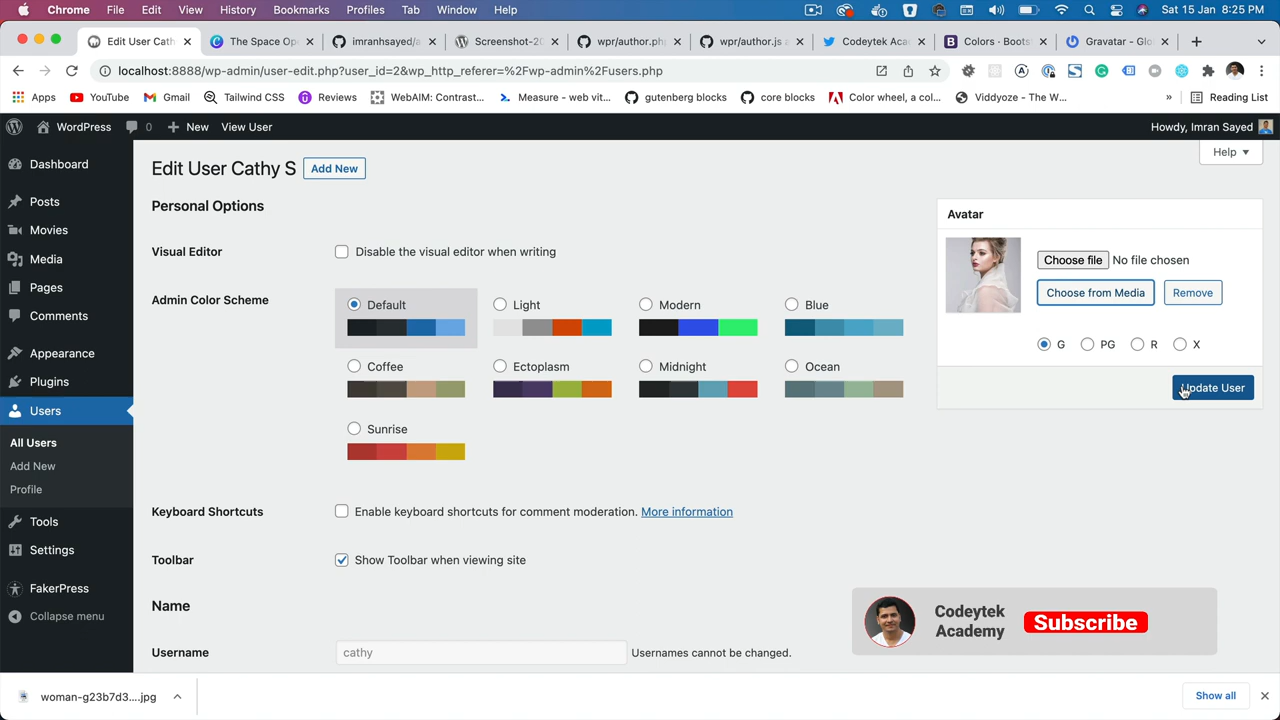 Chrome File Edit View History Bookmarks Profiles Tab Window Help Sat 15 Jan 8:25 PM
Edit User Cath
The Space Ope
imranhsayed/a
Screenshot-20
wpr/author.ph
wpr/author.js a
Codeytek Aca
Colors · Boots
Gravatar - Glo
localhost:8888/wp-admin/user-edit.php?user_id=2&wp_http_referer=%2Fwp-admin%2Fusers.php
Apps YouTube Gmail Tailwind CSS Reviews WebAIM: Contrast... Measure - web vit... gutenberg blocks core blocks Color wheel, a col... Viddyoze - The W... » Reading List
WordPress 0 New View User Howdy, Imran Sayed
Help
Dashboard
Posts
Movies
Media
Pages
Comments
Appearance
Plugins
Users
All Users
Add New
Profile
Tools
Settings
FakerPress
Collapse menu
Edit User Cathy S Add New
Personal Options
Visual Editor Disable the visual editor when writing
Admin Color Scheme
Default Light Modern Blue
Coffee Ectoplasm Midnight Ocean
Sunrise
Keyboard Shortcuts Enable keyboard shortcuts for comment moderation. More information
Toolbar Show Toolbar when viewing site
Name
Username cathy Usernames cannot be changed.
Avatar
Choose file No file chosen
Choose from Media Remove
G PG R X
Update User
Codeytek
Academy
Subscribe
woman-g23b7d3....jpg
Show all